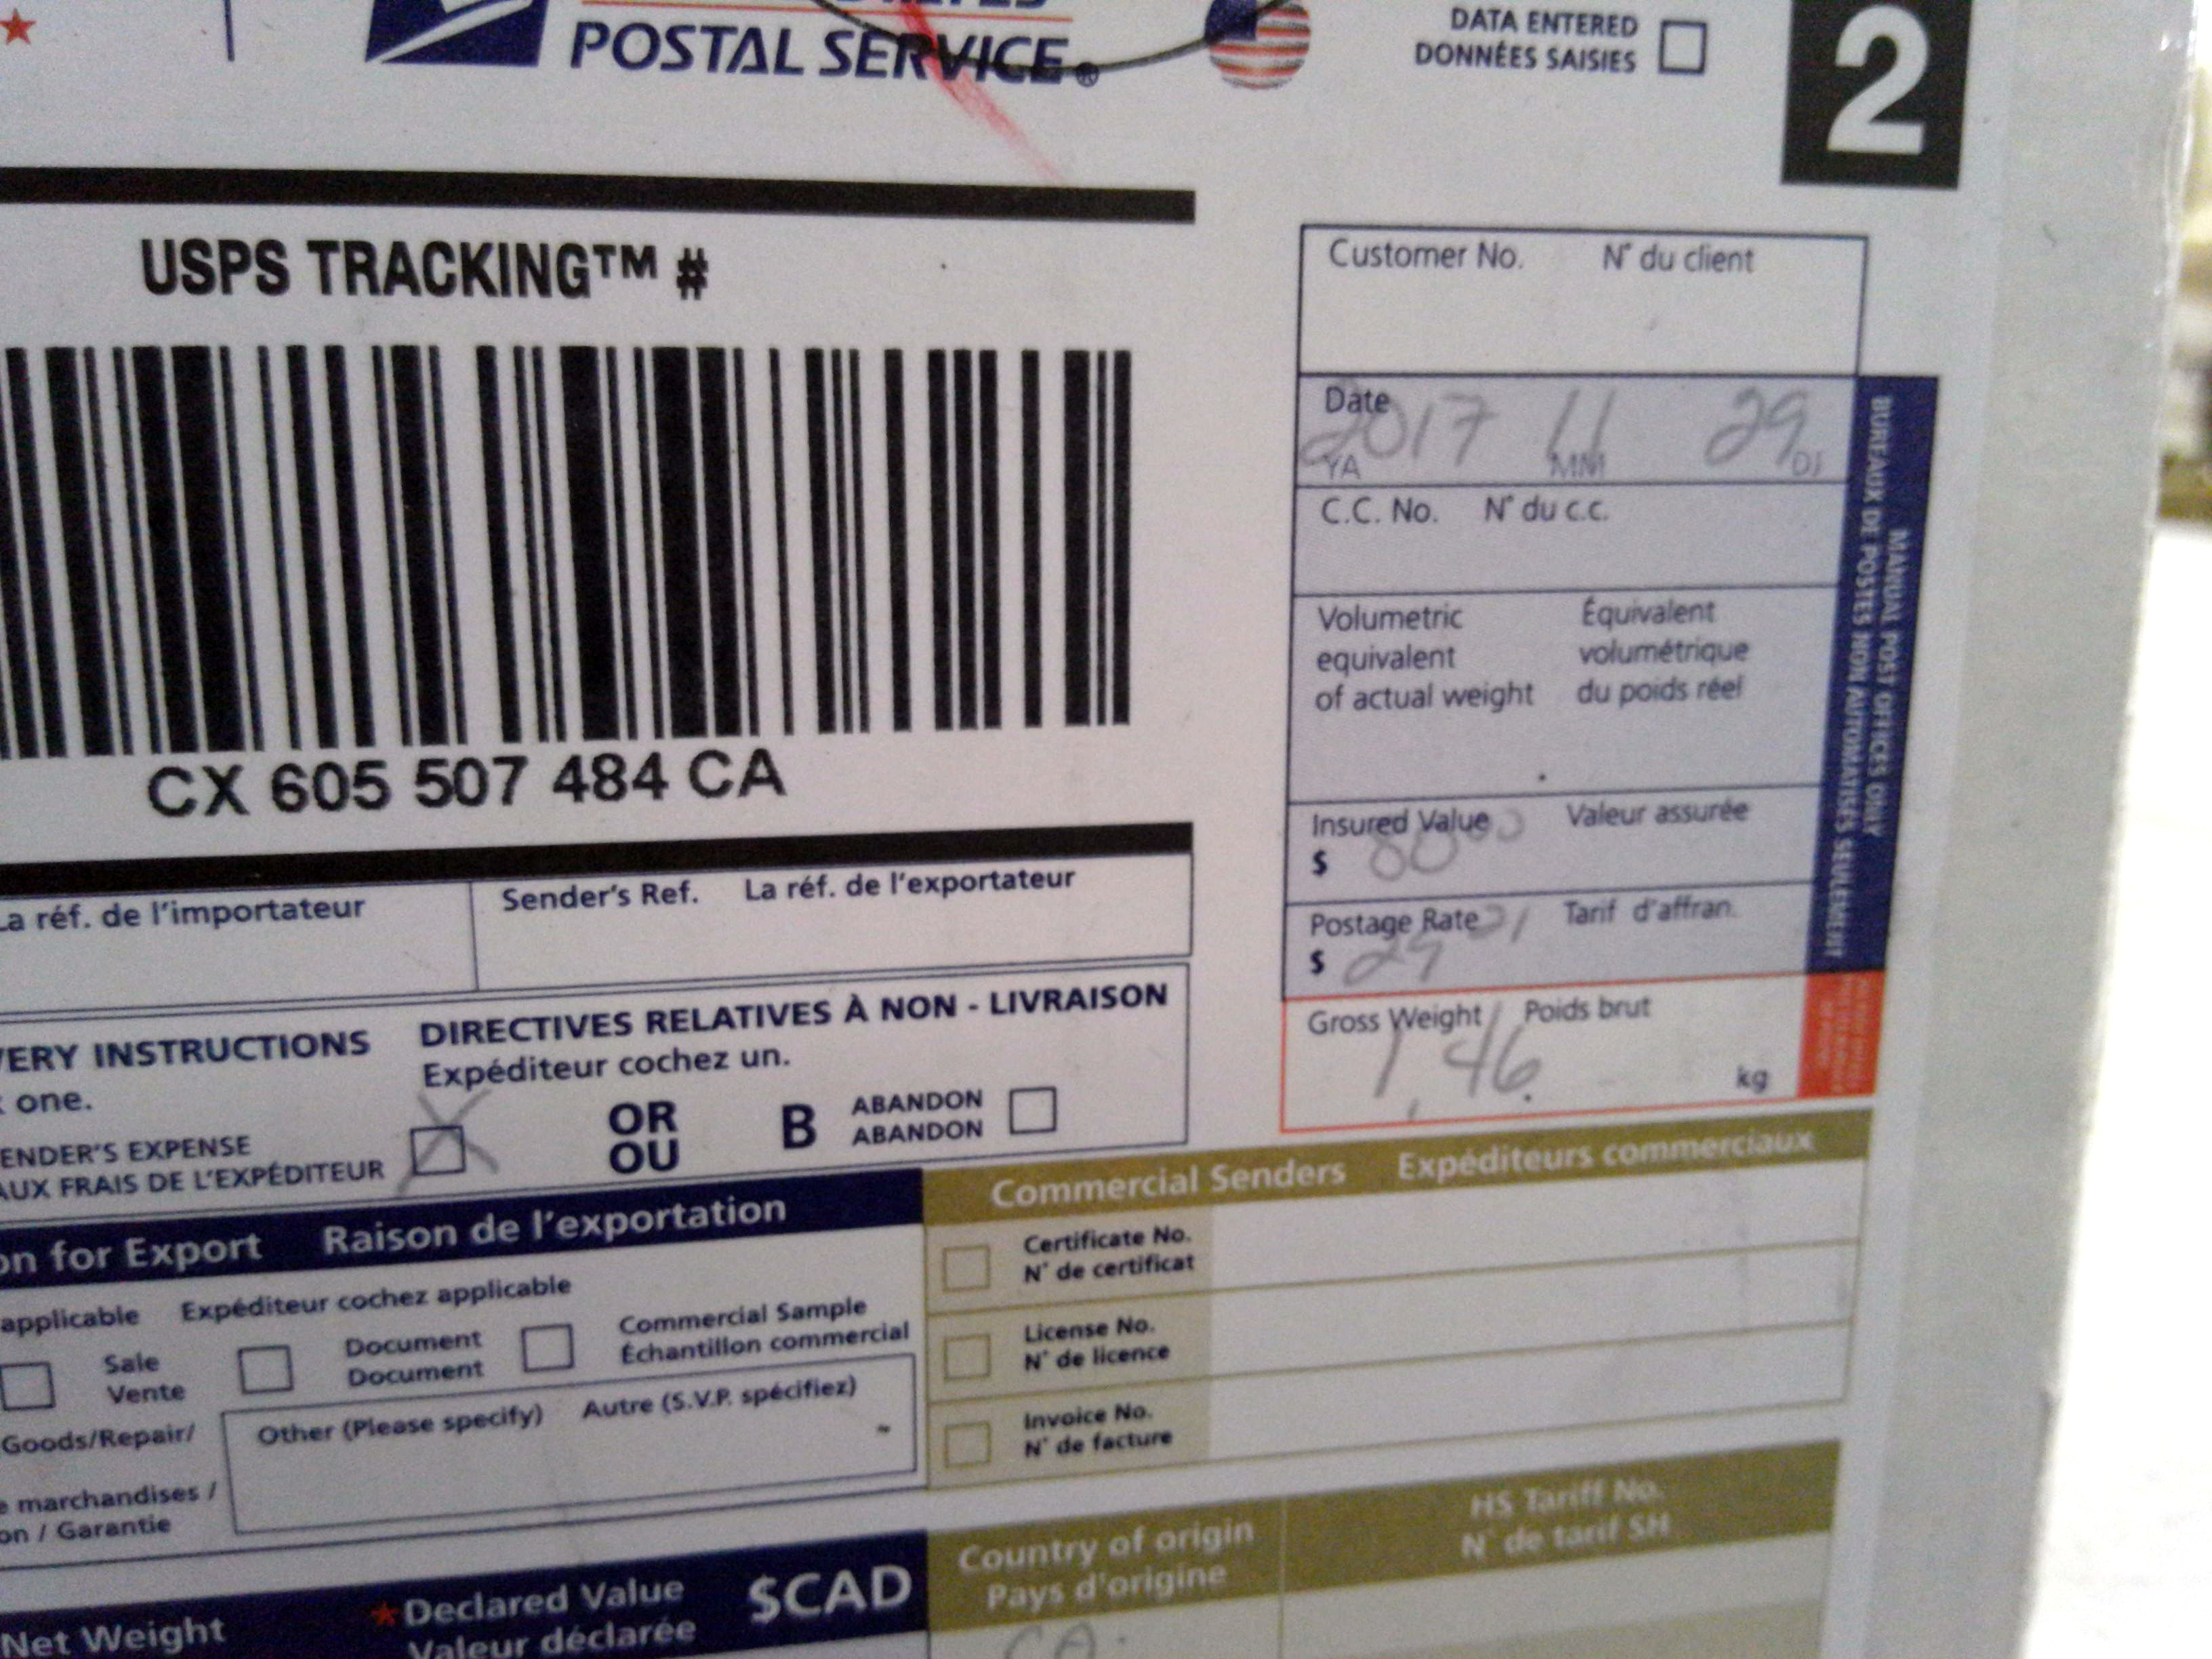 POSTAL SERVICE®
DATA ENTERED
DONNÉES SAISIES
2
USPS TRACKING™ #
CX 605 507 484 CA
La réf. de l'importateur
Sender's Ref. La réf. de l'exportateur
VERY INSTRUCTIONS
one.
ENDER'S EXPENSE
AUX FRAIS DE L'EXPÉDITEUR
DIRECTIVES RELATIVES À NON - LIVRAISON
Expéditeur cochez un.
X
OR
OU
B
ABANDON
ABANDON
Customer No. N° du client
Date
2017 11 29
YA MM DJ
C.C. No. N° du c.c.
Volumetric equivalent of actual weight
Équivalent volumétrique du poids réel
Insured Value Valeur assurée
$
Postage Rate Tarif d'affran.
$
Gross Weight Poids brut
1,46 kg
MANUAL POST OFFICES ONLY
BUREAUX DE POSTES NON AUTOMATISÉS SEULEMENT
on for Export Raison de l'exportation
applicable Expéditeur cochez applicable
Sale
Vente
Document
Document
Commercial Sample
Échantillon commercial
Goods/Repair/
Other (Please specify) Autre (S.V.P. spécifiez)
marchandises /
on / Garantie
Commercial Senders Expéditeurs commerciaux
Certificate No.
N° de certificat
License No.
N° de licence
Invoice No.
N° de facture
Net Weight
★Declared Value
Valeur déclarée
$CAD
Country of origin
Pays d'origine
HS Tariff No.
N° de tarif SH
CA